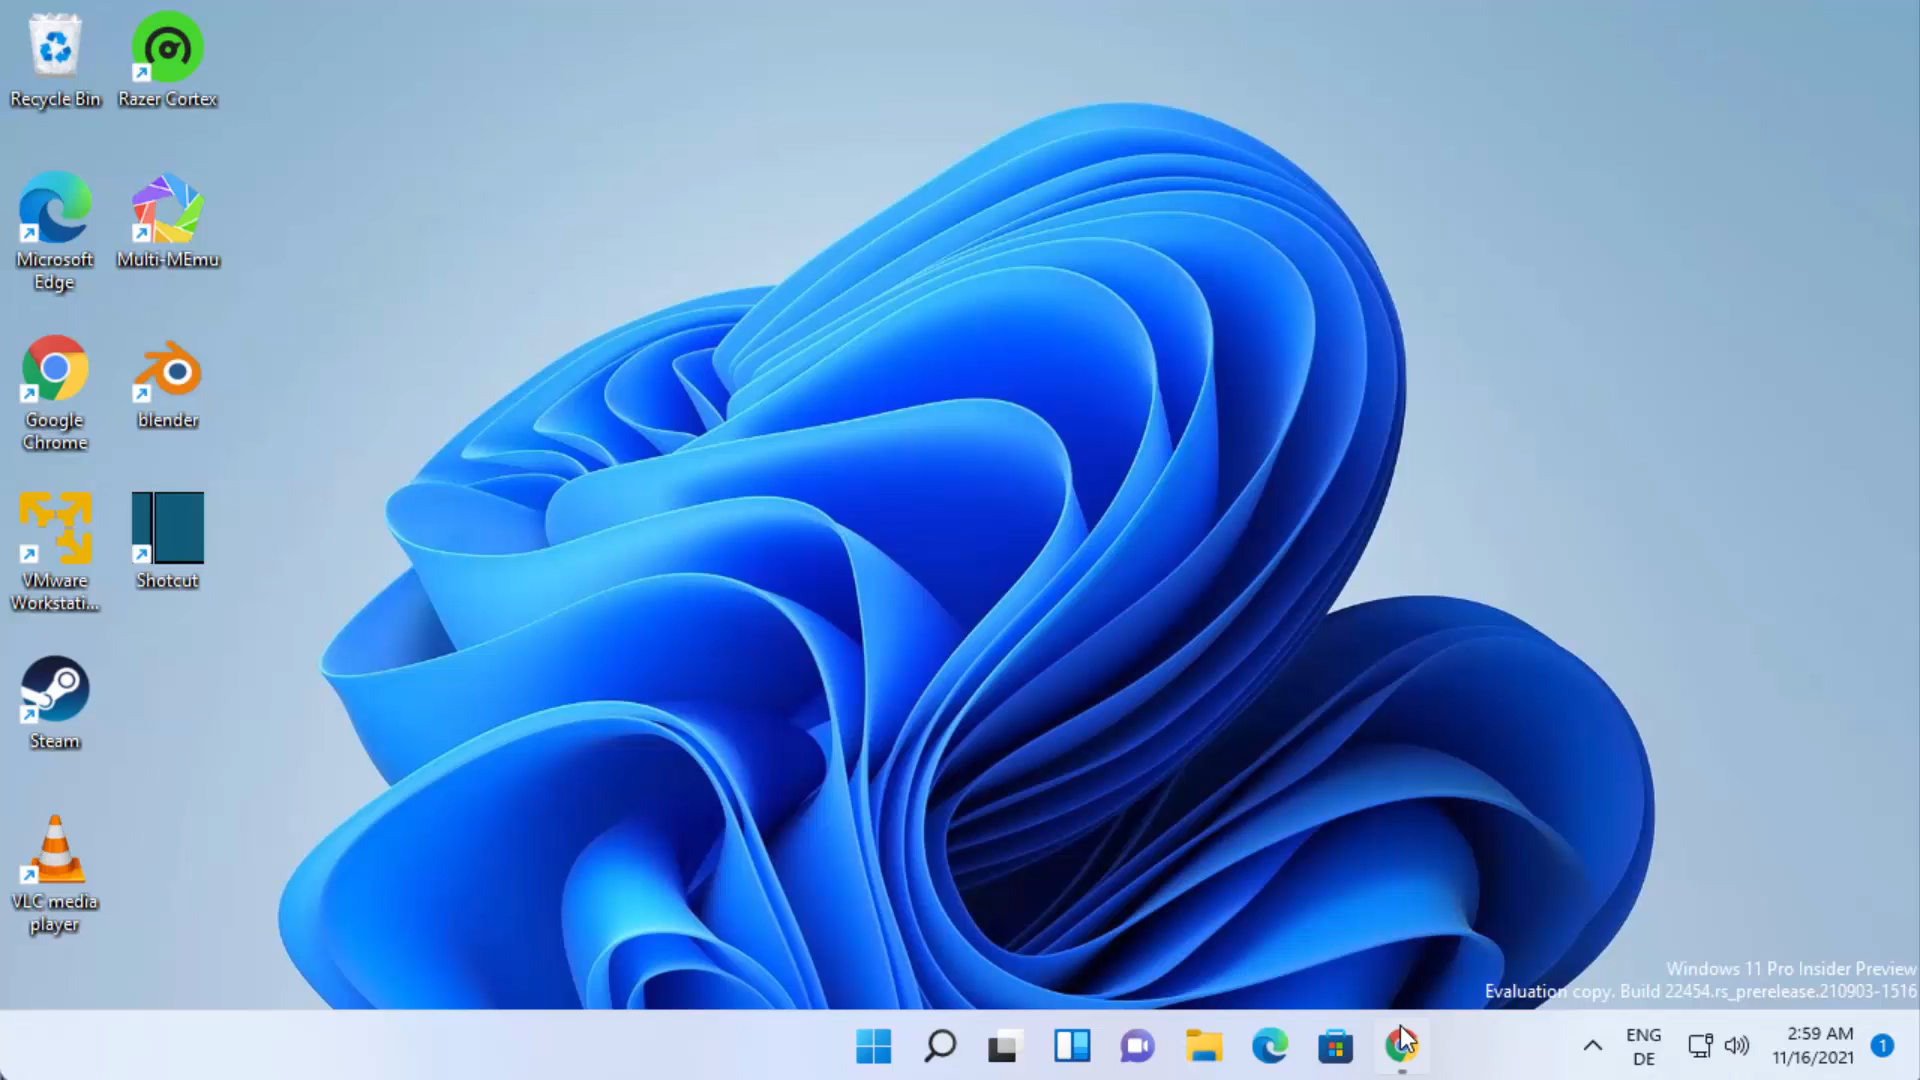 Recycle Bin
Razer Cortex
Microsoft
Edge
Multi-MEmu
Google
Chrome
blender
VMware
Workstati...
Shotcut
Steam
VLC media
player
Windows 11 Pro Insider Preview
Evaluation copy. Build 22454.rs_prerelease.210903-1516
ENG
DE
2:59 AM
11/16/2021
1